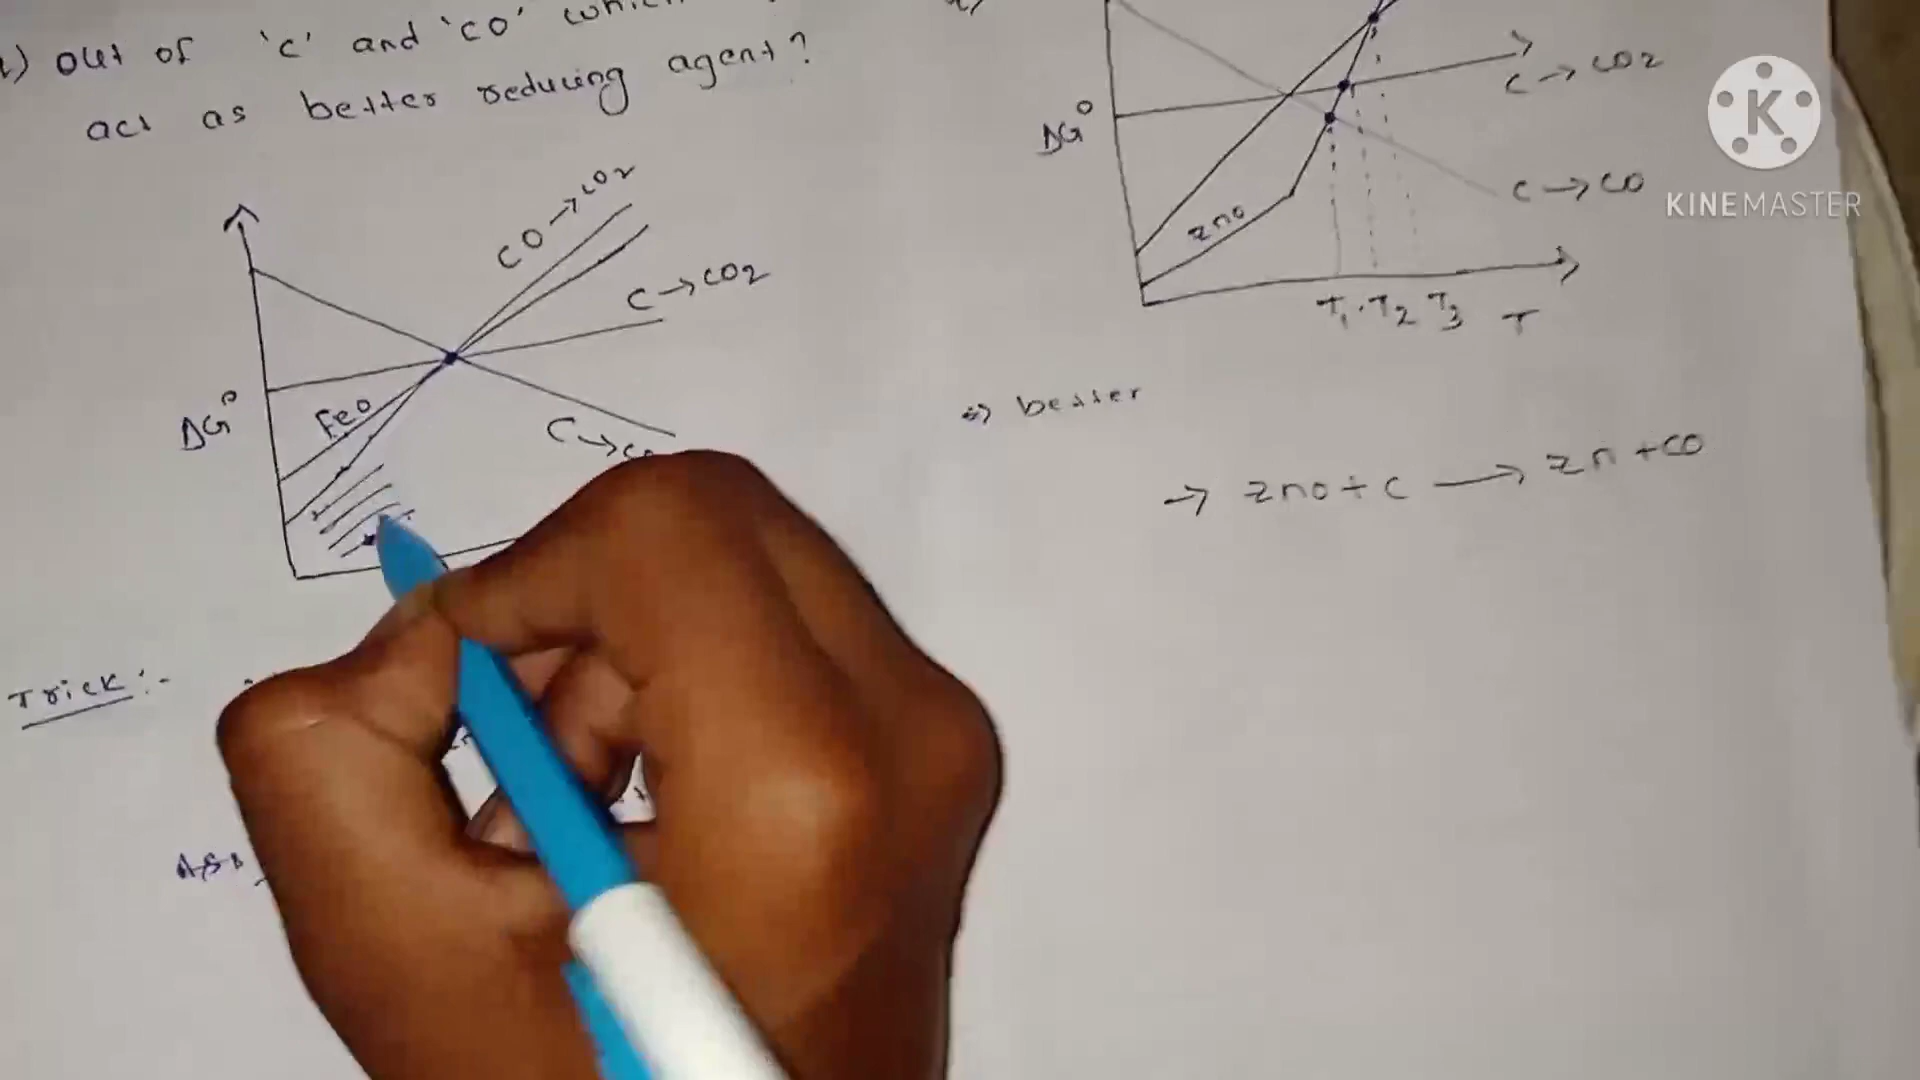 out of 'c' and 'co' which
act as better reducing agent?
CO → CO2
C → CO2
ΔG°
FeO
C → CO
Trick :-
ΔG°
C → CO2
C → CO
ZnO
T1 T2 T3 T
⇒ better
→ ZnO + C → Zn + CO
K
KINEMASTER